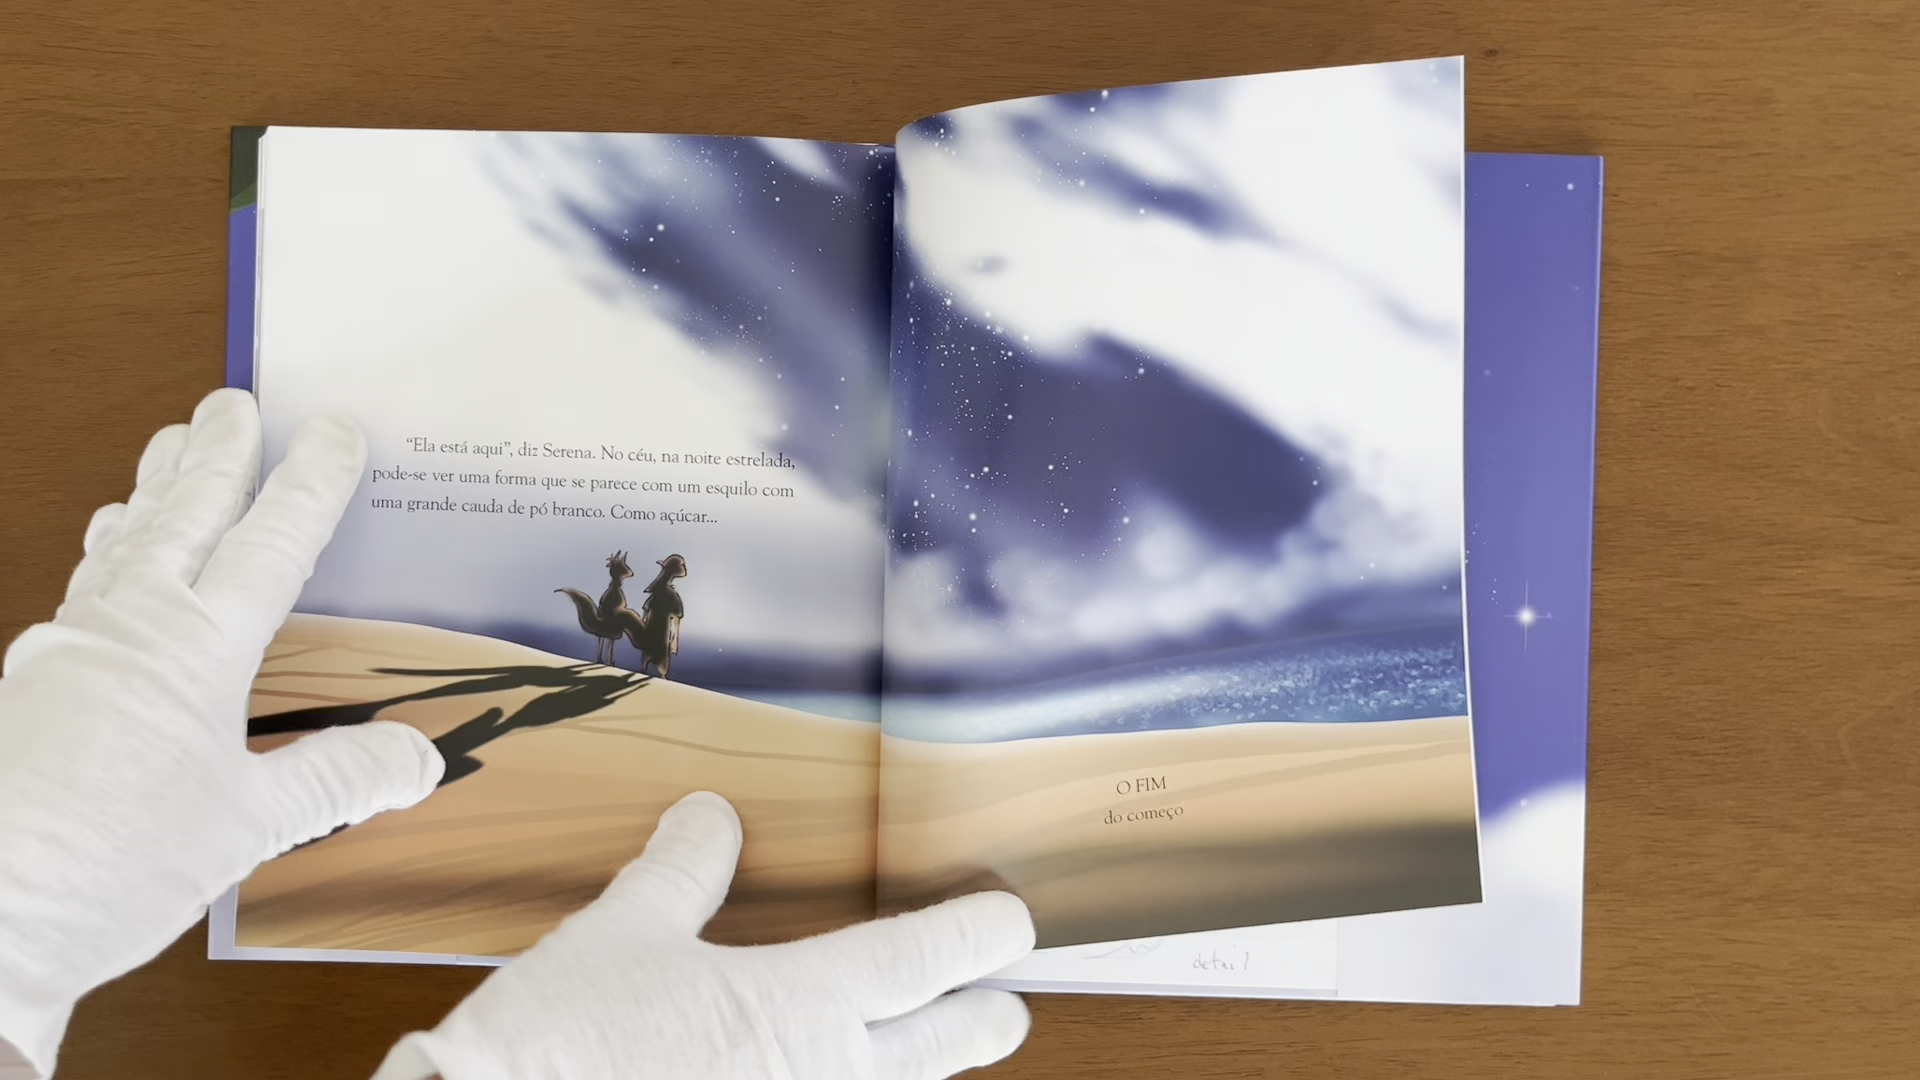 “Ela está aqui”, diz Serena. No céu, na noite estrelada,
pode-se ver uma forma que se parece com um esquilo com
uma grande cauda de pó branco. Como açúcar...
O FIM
do começo
detail